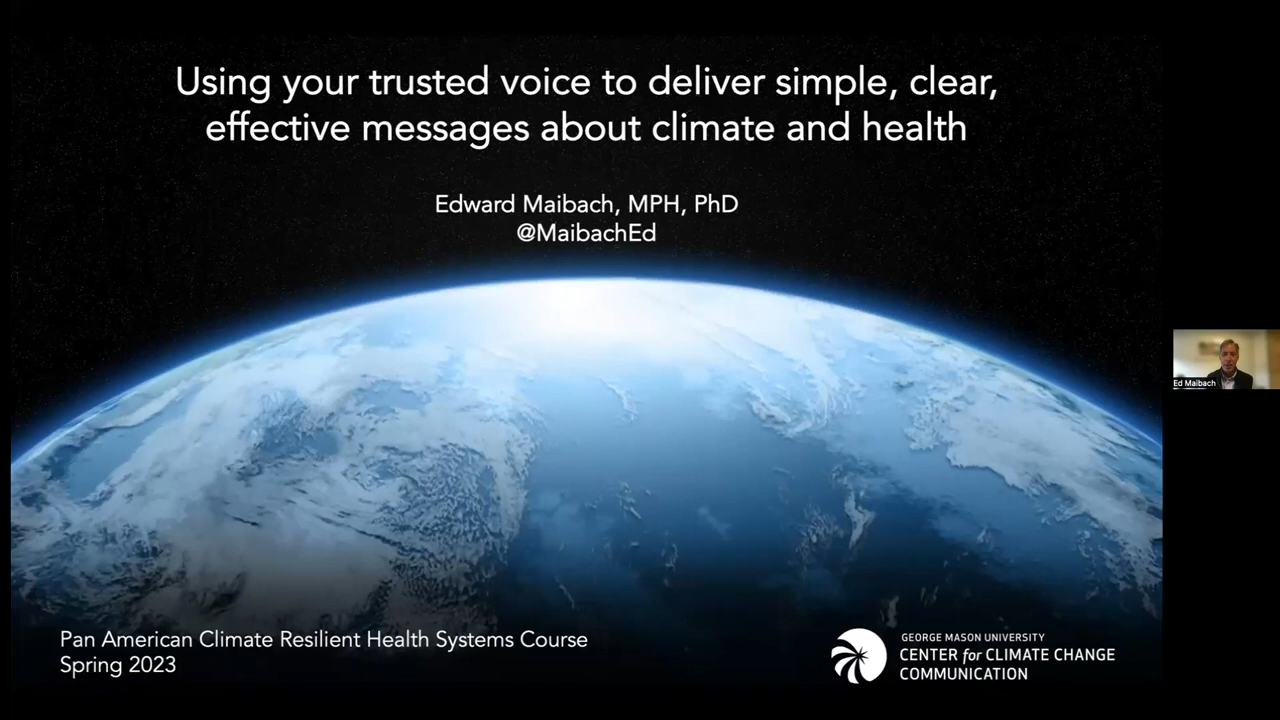 Using your trusted voice to deliver simple, clear,
effective messages about climate and health
Edward Maibach, MPH, PhD
@MaibachEd
Ed Maibach
Pan American Climate Resilient Health Systems Course
Spring 2023
GEORGE MASON UNIVERSITY
CENTER for CLIMATE CHANGE
COMMUNICATION